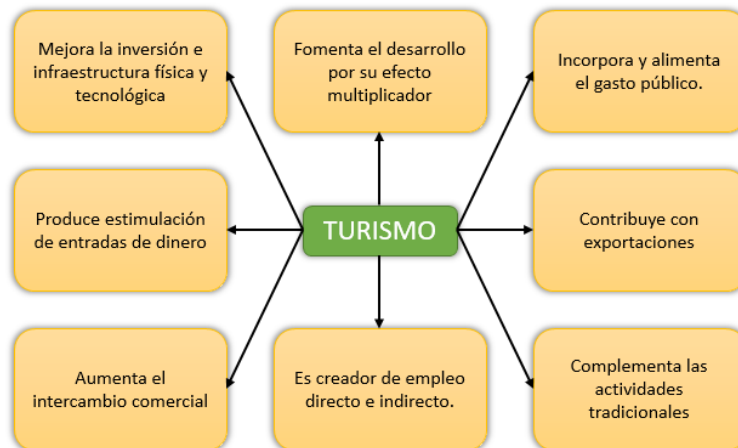 Mejora la inversión e
infraestructura física y
tecnológica
Fomenta el desarrollo
por su efecto
multiplicador
Incorpora y alimenta
el gasto público.
Produce estimulación
de entradas de dinero
TURISMO
Contribuye con
exportaciones
Aumenta el
intercambio comercial
Es creador de empleo
directo e indirecto.
Complementa las
actividades
tradicionales